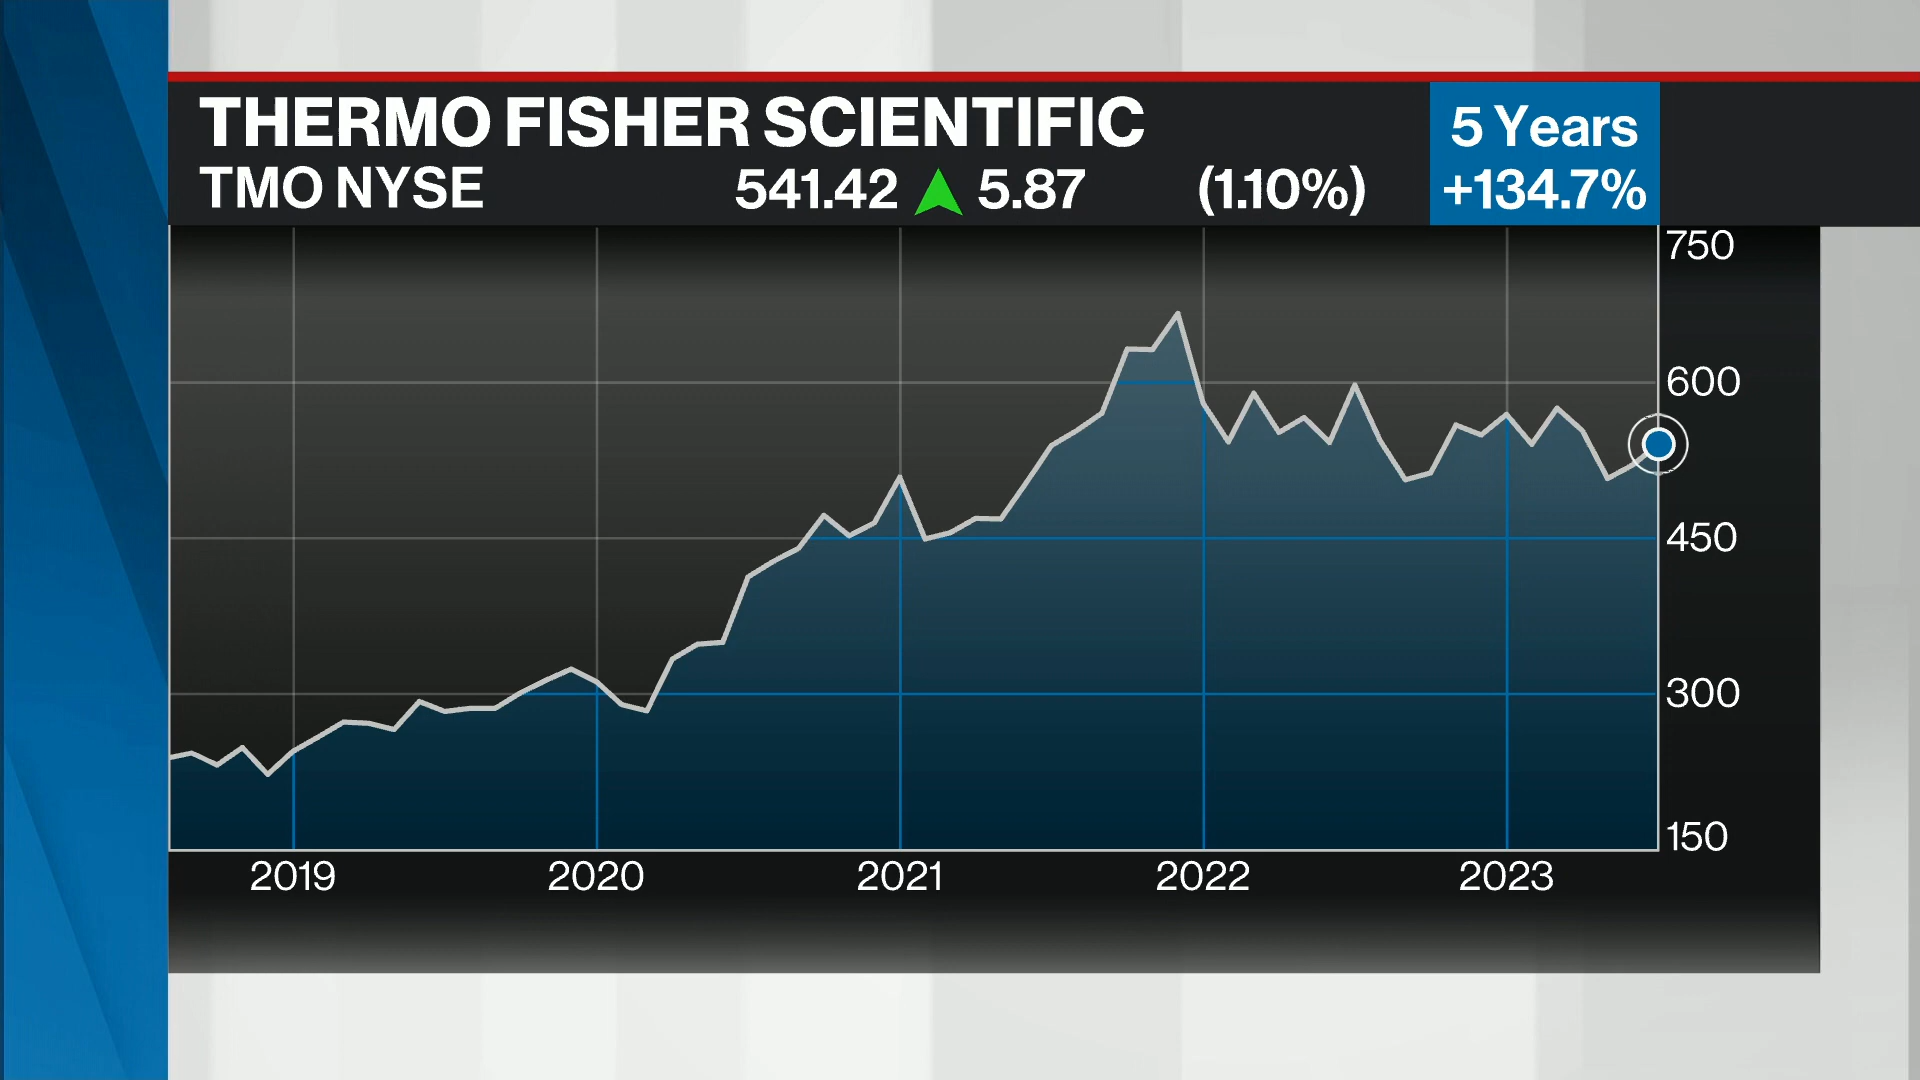 THERMO FISHER SCIENTIFIC
TMO NYSE 541.42 ▲ 5.87 (1.10%)
5 Years
+134.7%
750
600
450
300
150
2019 2020 2021 2022 2023